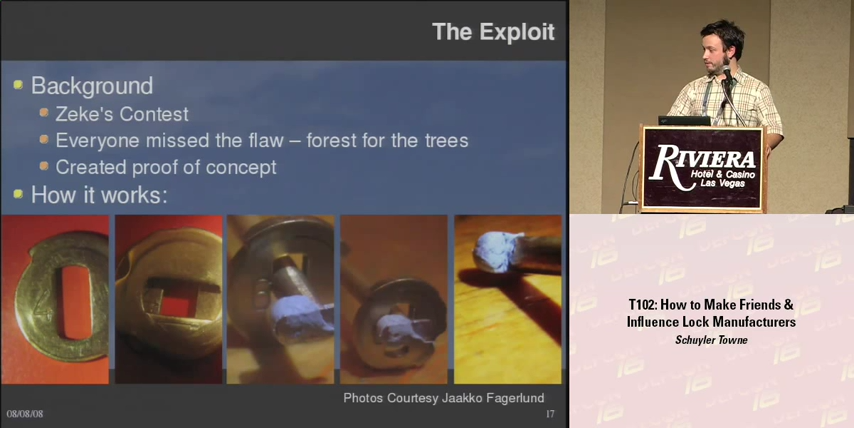 The Exploit
Background
Zeke's Contest
Everyone missed the flaw – forest for the trees
Created proof of concept
How it works:
Photos Courtesy Jaakko Fagerlund
08/08/08
17
RIVIERA
Hotel & Casino
Las Vegas
T102: How to Make Friends &
Influence Lock Manufacturers
Schuyler Towne